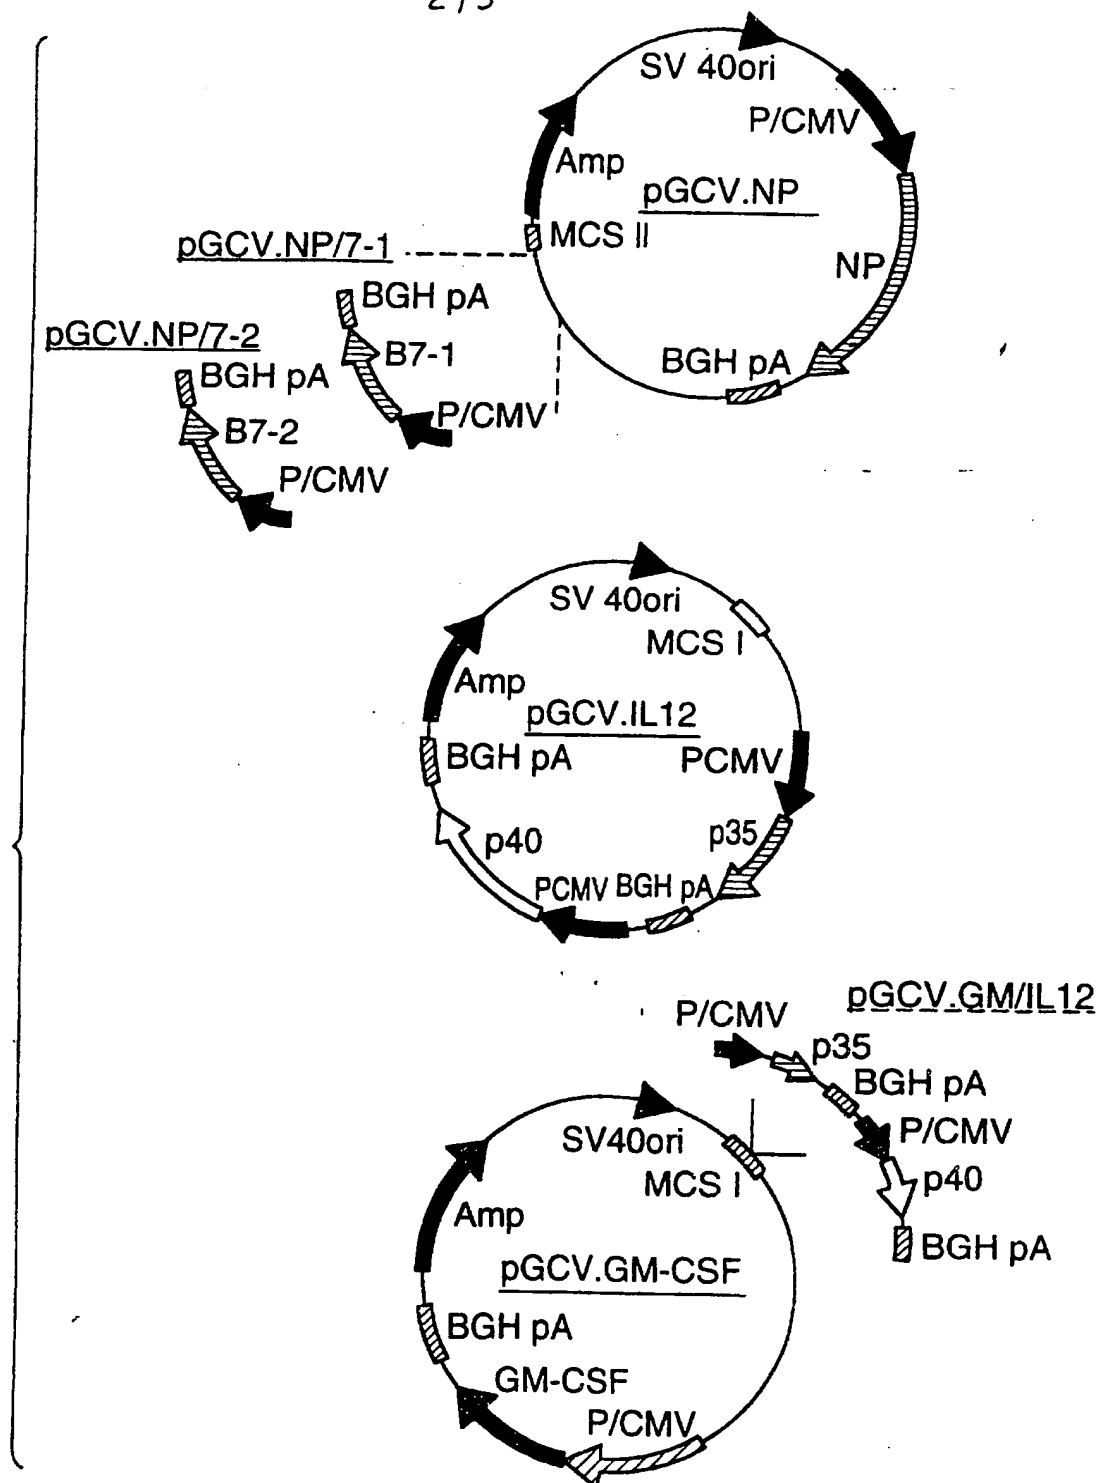 2/3
SV 40ori
P/CMV
Amp
pGCV.NP
MCS II
pGCV.NP/7-1
NP
BGH pA
pGCV.NP/7-2
B7-1
BGH pA
BGH pA
P/CMV
B7-2
P/CMV
SV 40ori
MCS I
Amp
pGCV.IL12
BGH pA
PCMV
p40
p35
PCMV BGH pA
pGCV.GM/IL12
P/CMV
p35
BGH pA
P/CMV
SV40ori
MCS I
p40
Amp
BGH pA
pGCV.GM-CSF
BGH pA
GM-CSF
P/CMV